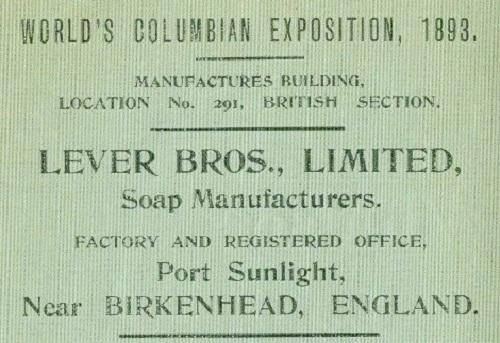 WORLD'S COLUMBIAN EXPOSITION, 1893.
MANUFACTURES BUILDING,
LOCATION No. 291, BRITISH SECTION.
LEVER BROS., LIMITED,
Soap Manufacturers.
FACTORY AND REGISTERED OFFICE,
Port Sunlight,
Near BIRKENHEAD, ENGLAND.